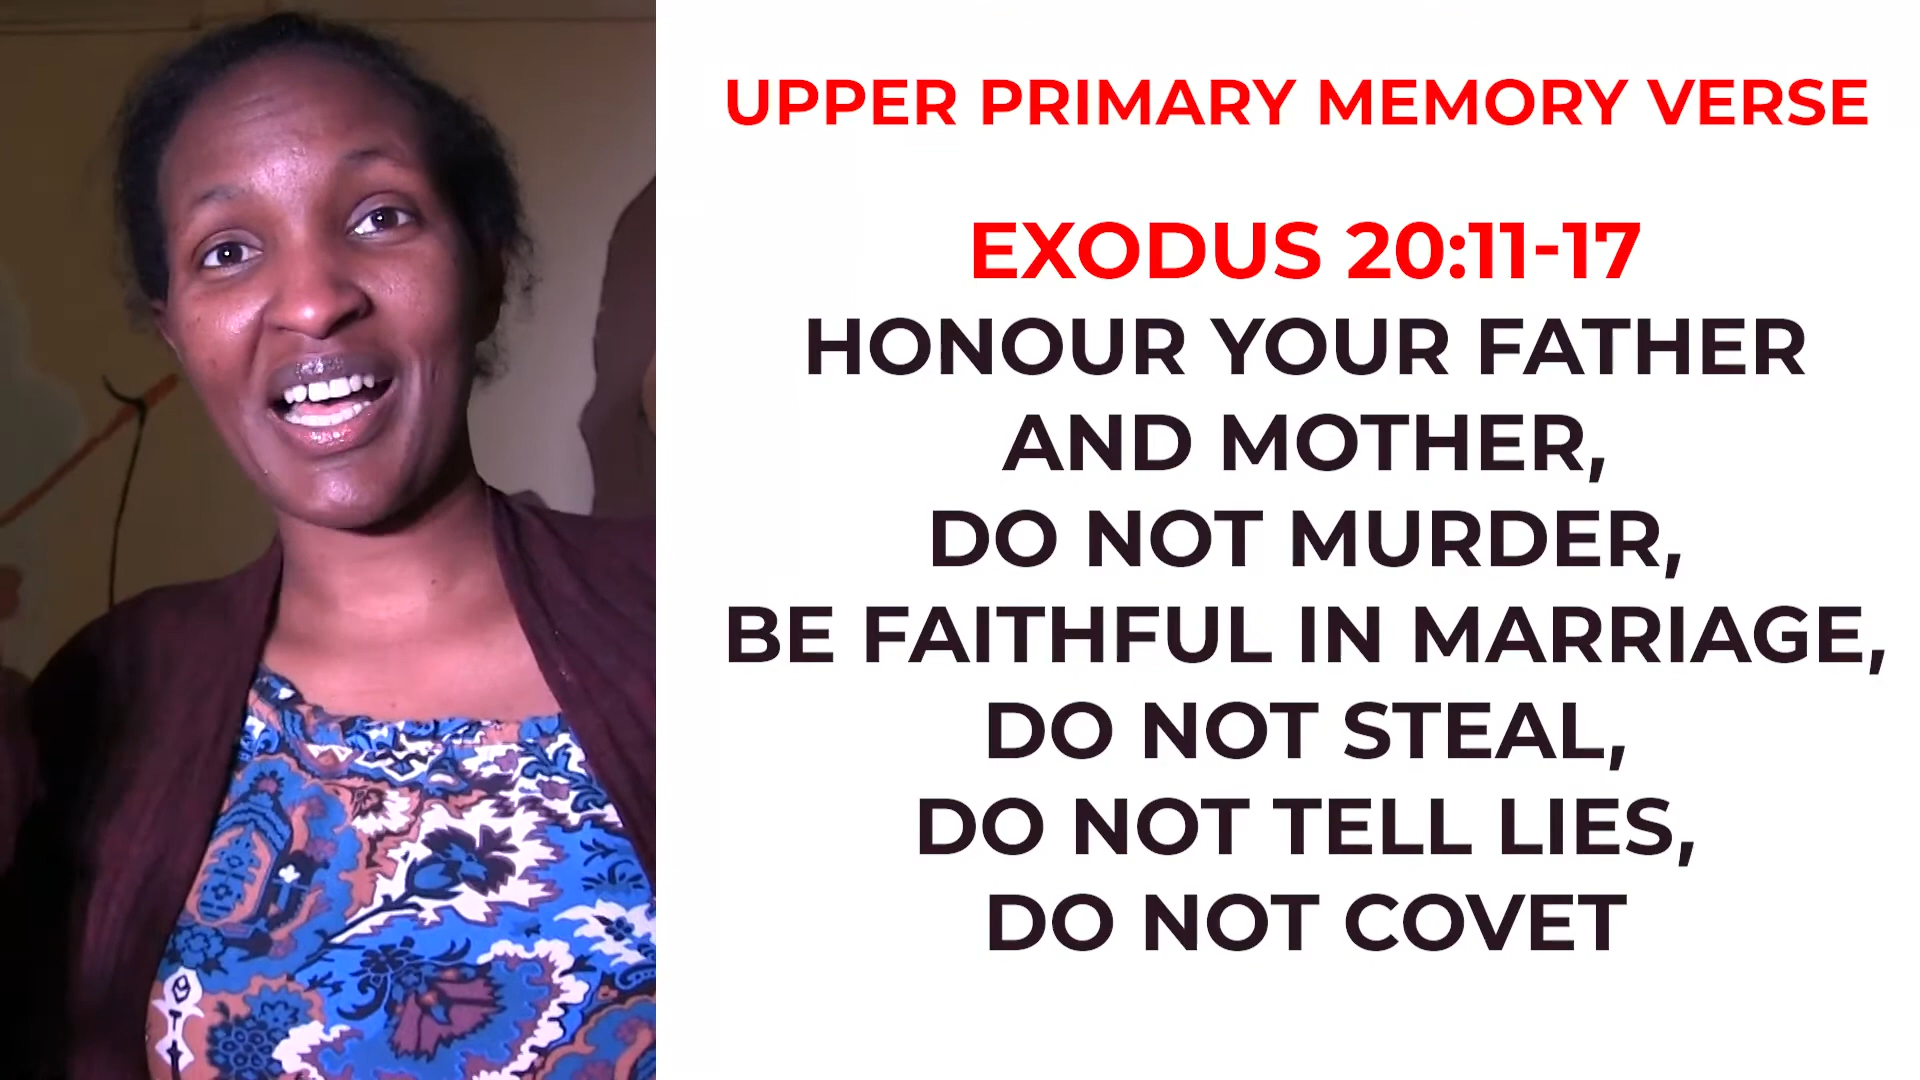 UPPER PRIMARY MEMORY VERSE
EXODUS 20:11-17
HONOUR YOUR FATHER
AND MOTHER,
DO NOT MURDER,
BE FAITHFUL IN MARRIAGE,
DO NOT STEAL,
DO NOT TELL LIES,
DO NOT COVET